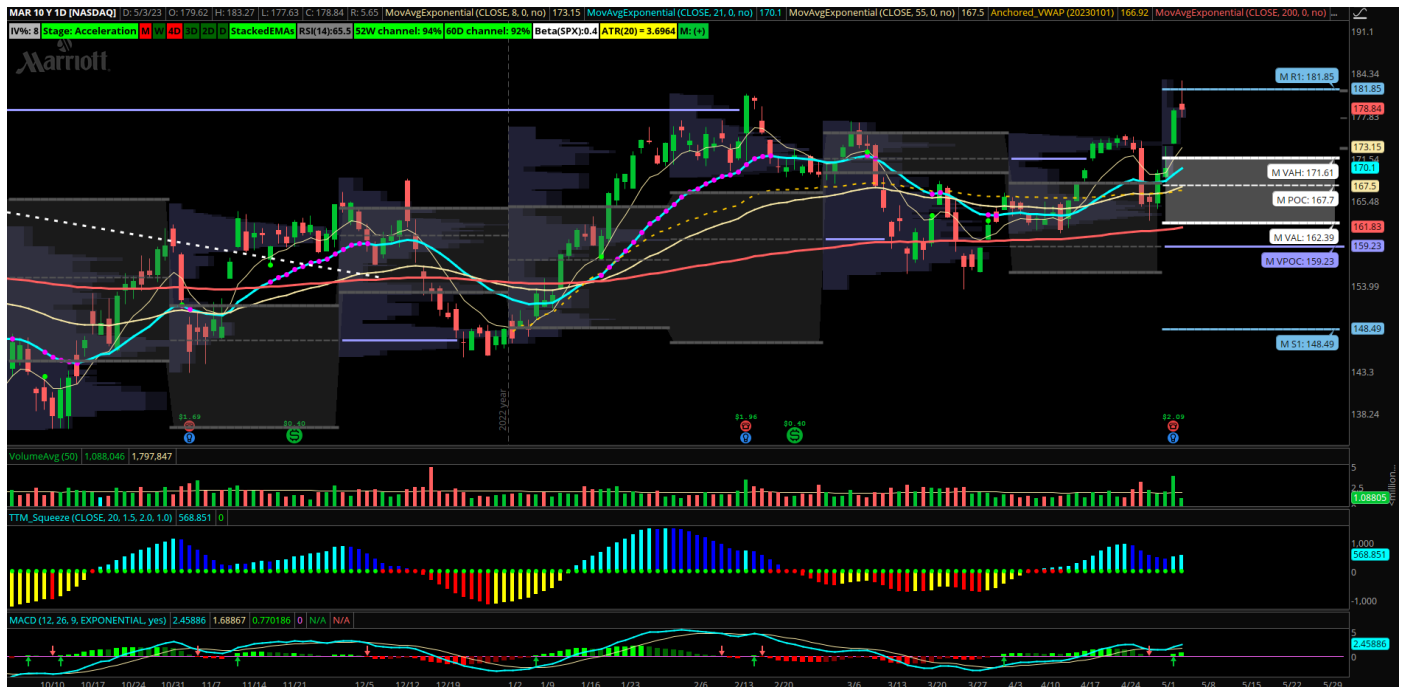 MAR 10 Y 1D [NASDAQ] D: 5/3/23 O: 179.62 H: 183.27 L: 177.63 C: 178.84 R: 5.65 MovAvgExponential (CLOSE, 8, 0, no) 173.15 MovAvgExponential (CLOSE, 21, 0, no) 170.1 MovAvgExponential (CLOSE, 55, 0, no) 167.5 Anchored_VWAP (20230101) 166.92 MovAvgExponential (CLOSE, 200, 0, no) ...
IV%: 8 Stage: Acceleration M W 4D 3D 2D D StackedEMAs RSI(14):65.5 52W channel: 94% 60D channel: 92% Beta(SPX):0.4 ATR(20) = 3.6964 M: (+)
191.1
Marriott
184.34
M R1: 181.85
181.85
178.84
177.83
173.15
171.54
M VAH: 171.61
170.1
M POC: 167.7
167.5
165.48
M VAL: 162.39
161.83
159.23
M VPOC: 159.23
153.99
148.49
M S1: 148.49
143.3
138.24
2022 year
$1.69 $0.40 $1.96 $0.40 $2.09
VolumeAvg (50) 1,088,046 1,797,847
5
2.5
1.08805
<million...
TTM_Squeeze (CLOSE, 20, 1.5, 2.0, 1.0) 568.851 0
1,000
568.851
0
-1,000
MACD (12, 26, 9, EXPONENTIAL, yes) 2.45886 1.68867 0.770186 0 N/A N/A
5
2.45886
0
10/10 10/17 10/24 10/31 11/7 11/14 11/21 12/5 12/12 12/19 1/2 1/9 1/16 1/23 2/6 2/13 2/20 3/6 3/13 3/20 3/27 4/3 4/10 4/17 4/24 5/1 5/8 5/15 5/22 5/29